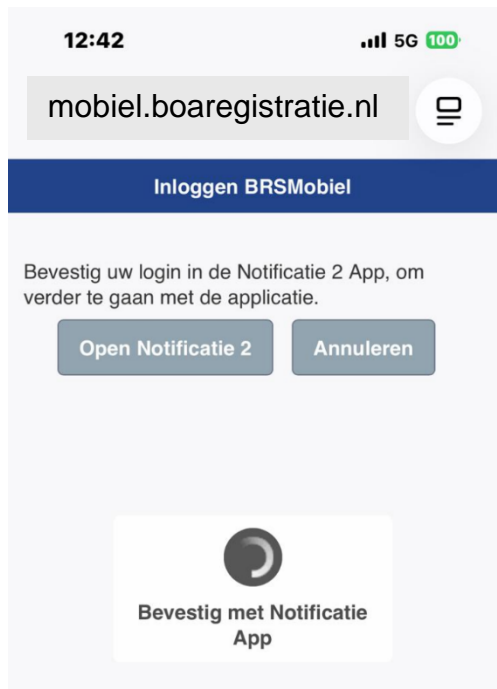 12:42 5G 100
mobiel.boaregistratie.nl
Inloggen BRSMobiel
Bevestig uw login in de Notificatie 2 App, om
verder te gaan met de applicatie.
Open Notificatie 2 Annuleren
Bevestig met Notificatie
App